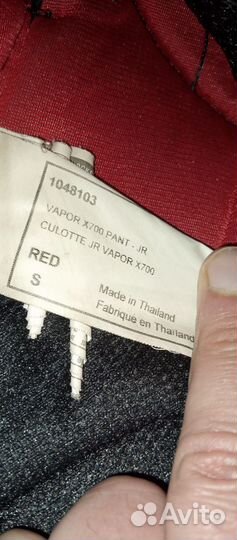 1048103
VAPOR X700 PANT - JR
CULOTTE JR VAPOR X700
RED
S
Made in Thailand
Fabrique en Thailand
Avito